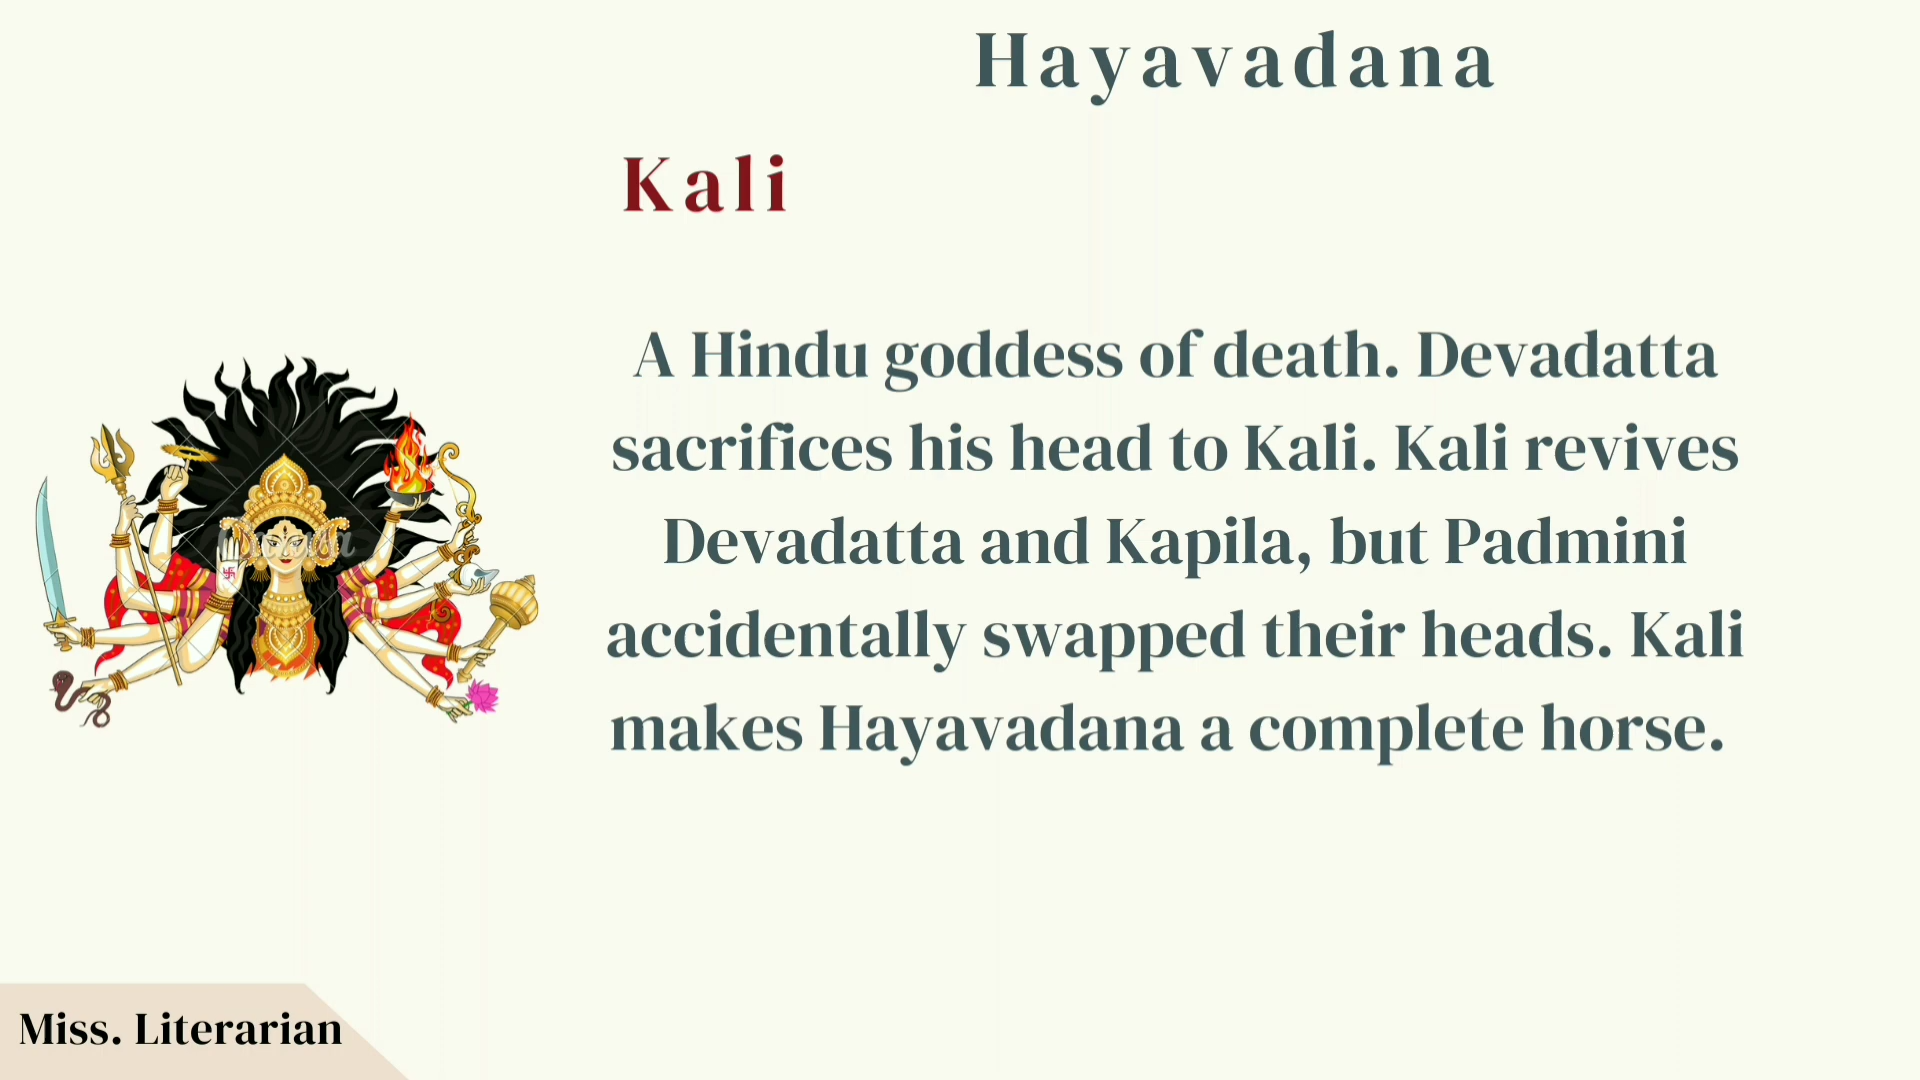 Hayavadana
Kali
A Hindu goddess of death. Devadatta
sacrifices his head to Kali. Kali revives
Devadatta and Kapila, but Padmini
accidentally swapped their heads. Kali
makes Hayavadana a complete horse.
Miss. Literarian